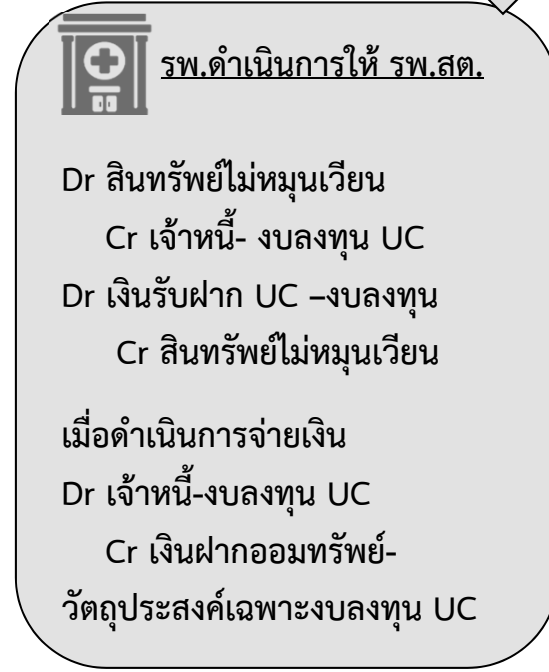 รพ.ดำเนินการให้ รพ.สต.
Dr สินทรัพย์ไม่หมุนเวียน
Cr เจ้าหนี้- งบลงทุน UC
Dr เงินรับฝาก UC –งบลงทุน
Cr สินทรัพย์ไม่หมุนเวียน
เมื่อดำเนินการจ่ายเงิน
Dr เจ้าหนี้-งบลงทุน UC
Cr เงินฝากออมทรัพย์-
วัตถุประสงค์เฉพาะงบลงทุน UC